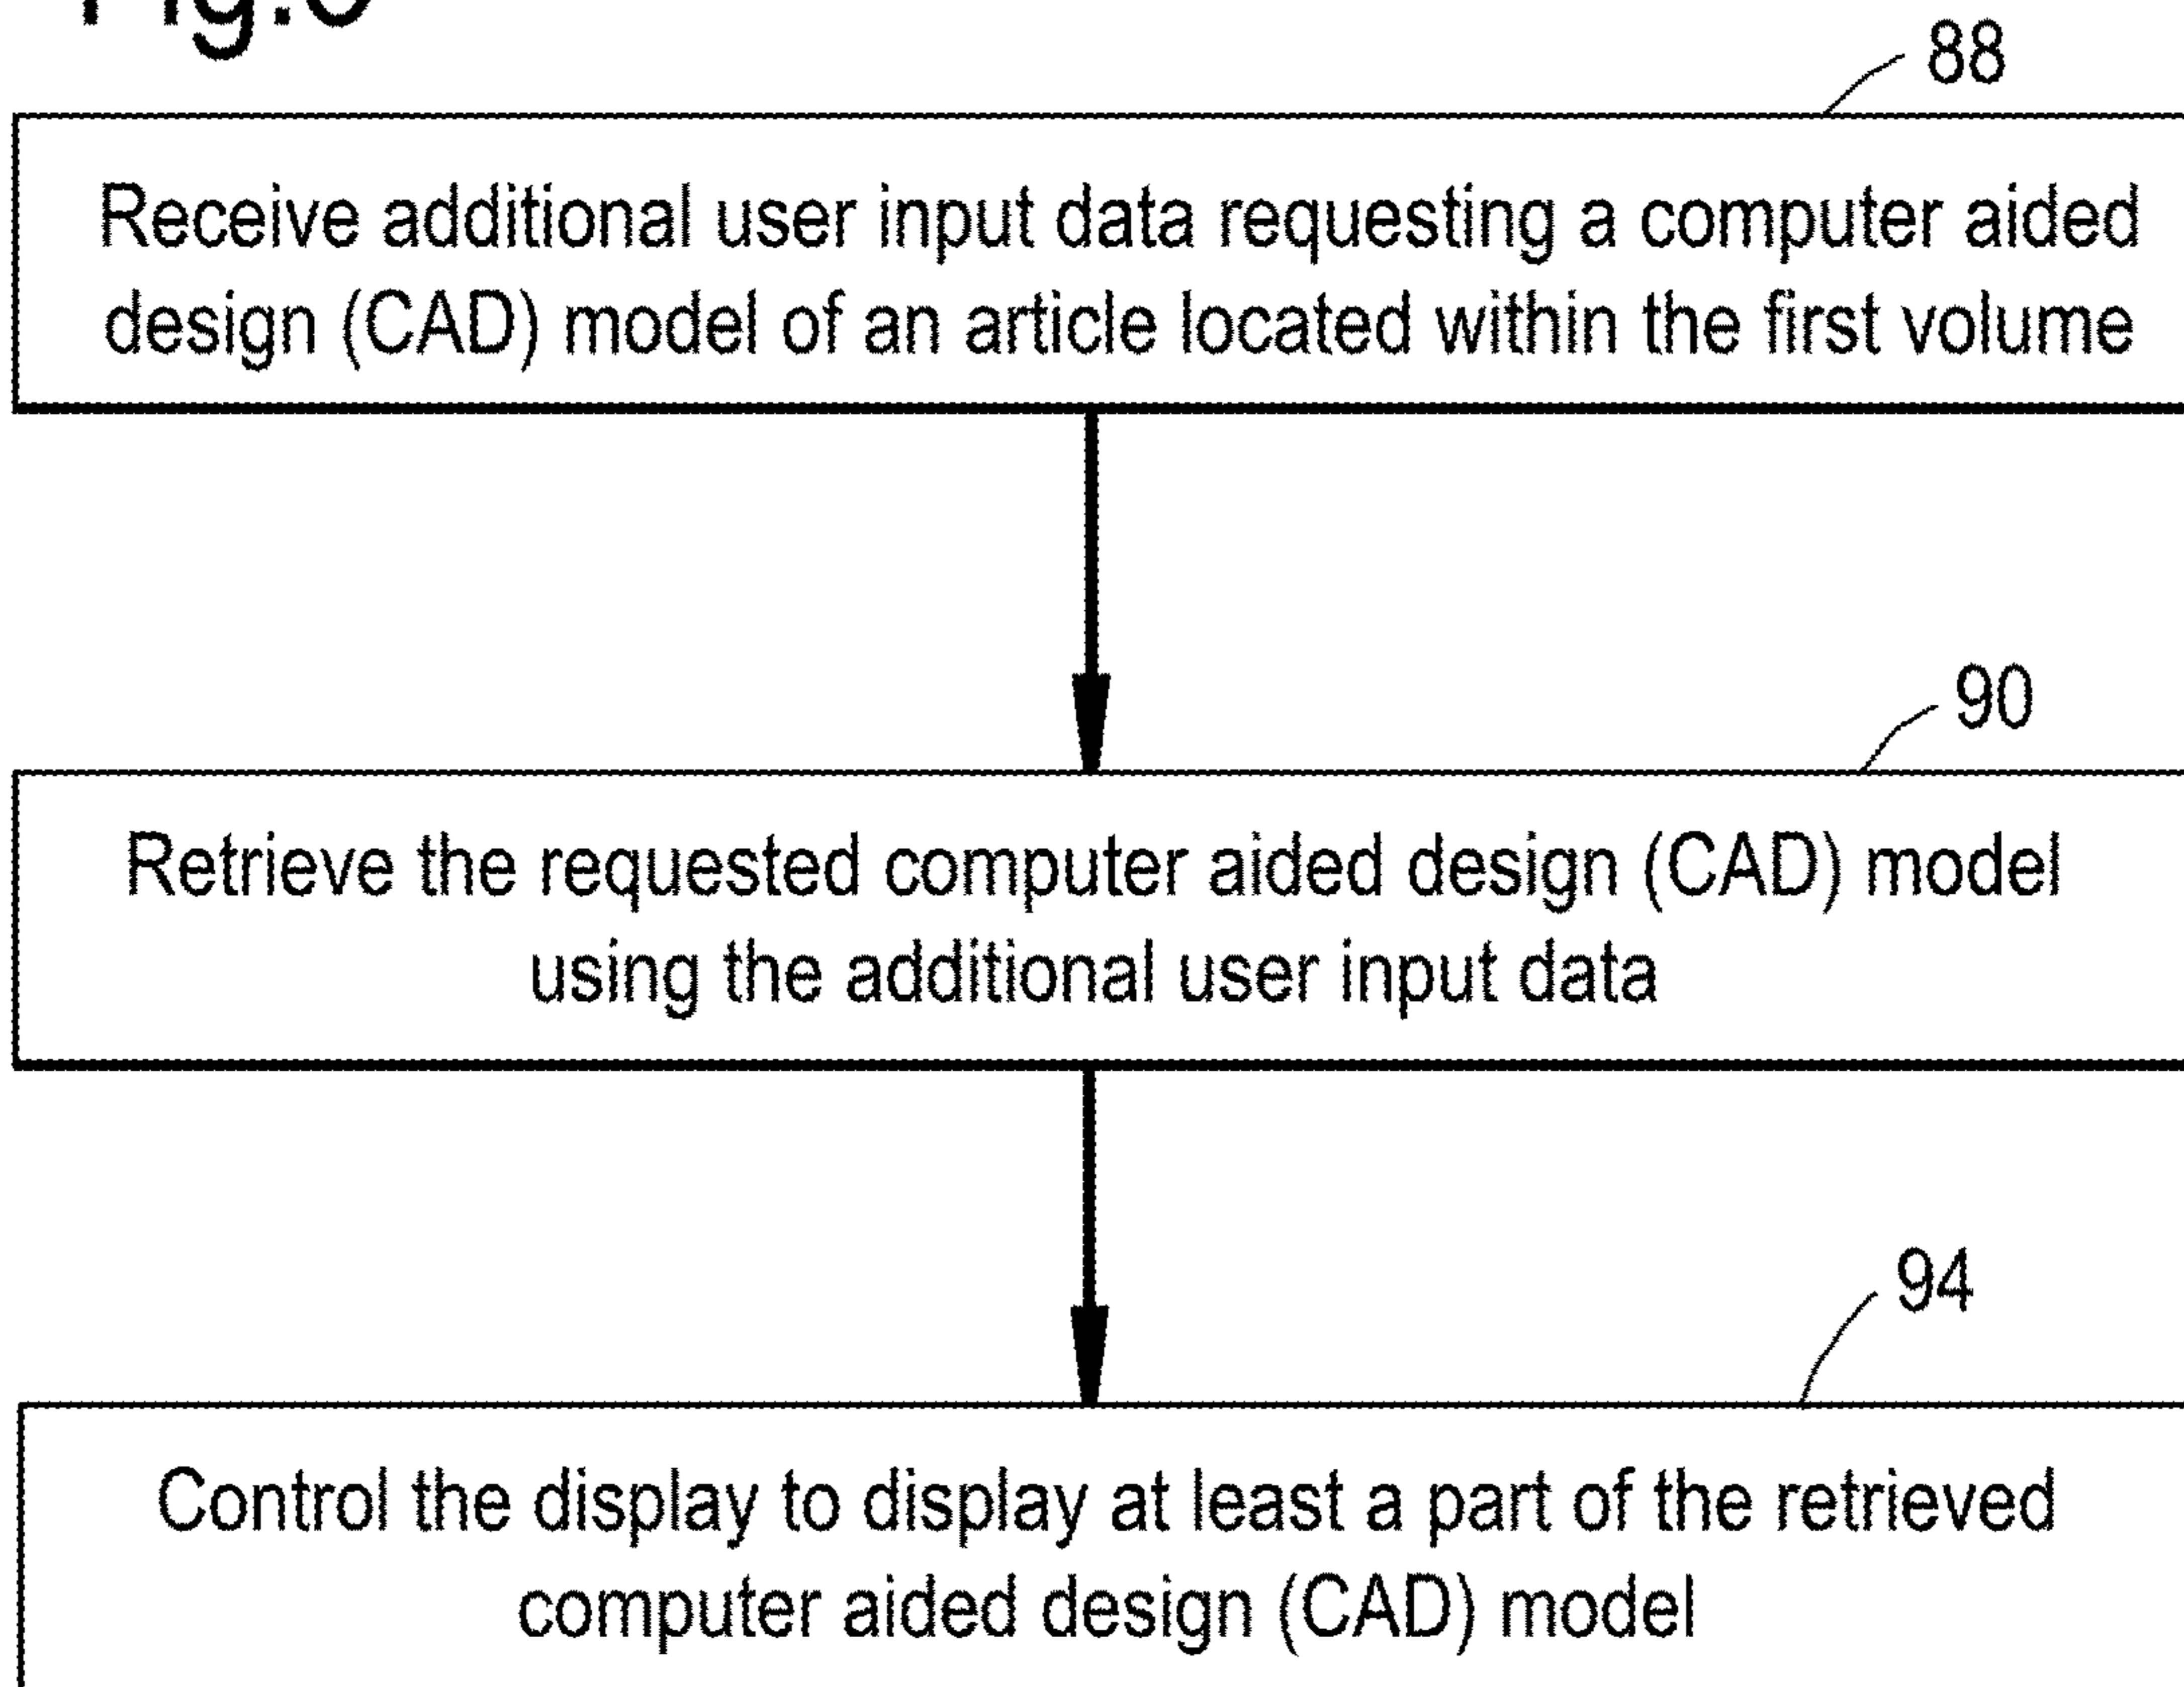 88
Receive additional user input data requesting a computer aided
design (CAD) model of an article located within the first volume
90
Retrieve the requested computer aided design (CAD) model
using the additional user input data
94
Control the display to display at least a part of the retrieved
computer aided design (CAD) model